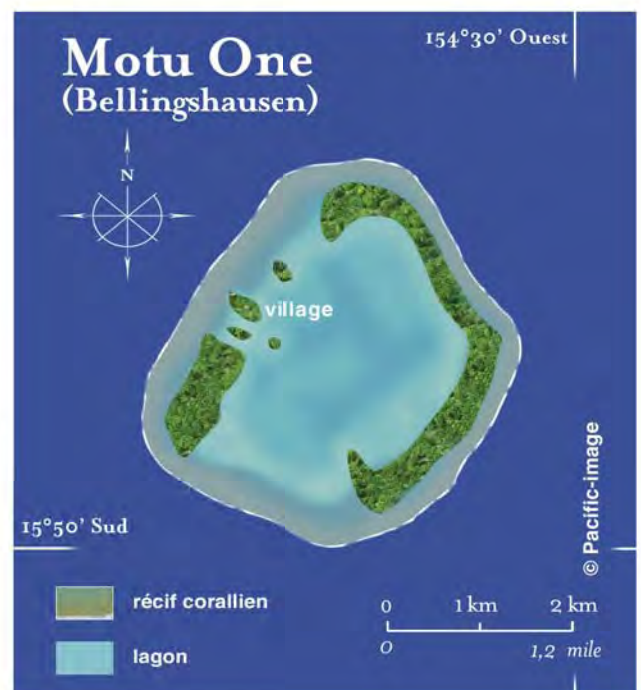 Motu One
(Bellingshausen)
154°30' Ouest
N
village
15°50' Sud
© Pacific-image
récif corallien
lagon
0 1 km 2 km
0 1,2 mile